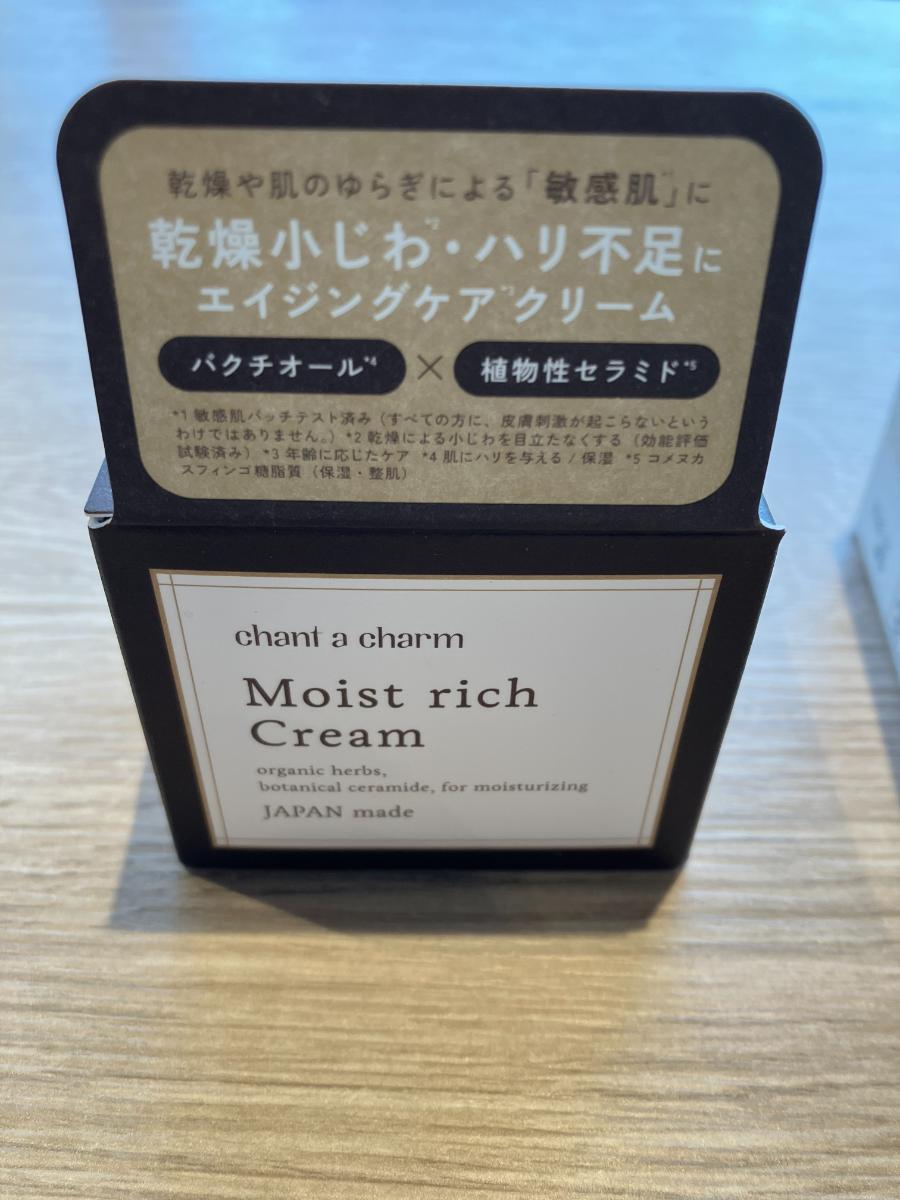 乾燥や肌のゆらぎによる「敏感肌*1」に
乾燥小じわ*2・ハリ不足に
エイジングケア*3クリーム
バクチオール*4 × 植物性セラミド*5
*1 敏感肌パッチテスト済み（すべての方に、皮膚刺激が起こらないという
わけではありません。）*2 乾燥による小じわを目立たなくする（効能評価
試験済み）*3 年齢に応じたケア *4 肌にハリを与える / 保湿 *5 コメヌカ
スフィンゴ糖脂質（保湿・整肌）
chant a charm
Moist rich
Cream
organic herbs,
botanical ceramide, for moisturizing
JAPAN made